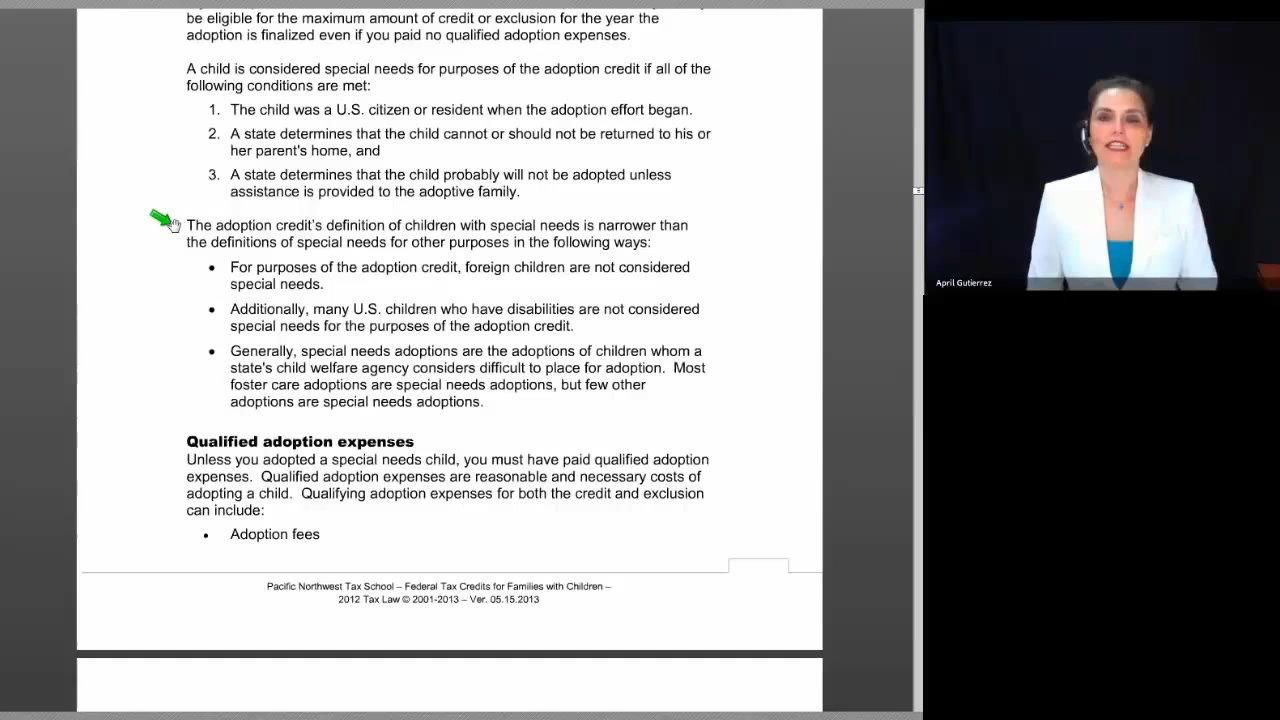 be eligible for the maximum amount of credit or exclusion for the year the
adoption is finalized even if you paid no qualified adoption expenses.
A child is considered special needs for purposes of the adoption credit if all of the
following conditions are met:
1. The child was a U.S. citizen or resident when the adoption effort began.
2. A state determines that the child cannot or should not be returned to his or
her parent's home, and
3. A state determines that the child probably will not be adopted unless
assistance is provided to the adoptive family.
The adoption credit's definition of children with special needs is narrower than
the definitions of special needs for other purposes in the following ways:
• For purposes of the adoption credit, foreign children are not considered
special needs.
• Additionally, many U.S. children who have disabilities are not considered
special needs for the purposes of the adoption credit.
• Generally, special needs adoptions are the adoptions of children whom a
state's child welfare agency considers difficult to place for adoption. Most
foster care adoptions are special needs adoptions, but few other
adoptions are special needs adoptions.
Qualified adoption expenses
Unless you adopted a special needs child, you must have paid qualified adoption
expenses. Qualified adoption expenses are reasonable and necessary costs of
adopting a child. Qualifying adoption expenses for both the credit and exclusion
can include:
• Adoption fees
Pacific Northwest Tax School – Federal Tax Credits for Families with Children –
2012 Tax Law © 2001-2013 – Ver. 05.15.2013
April Gutierrez